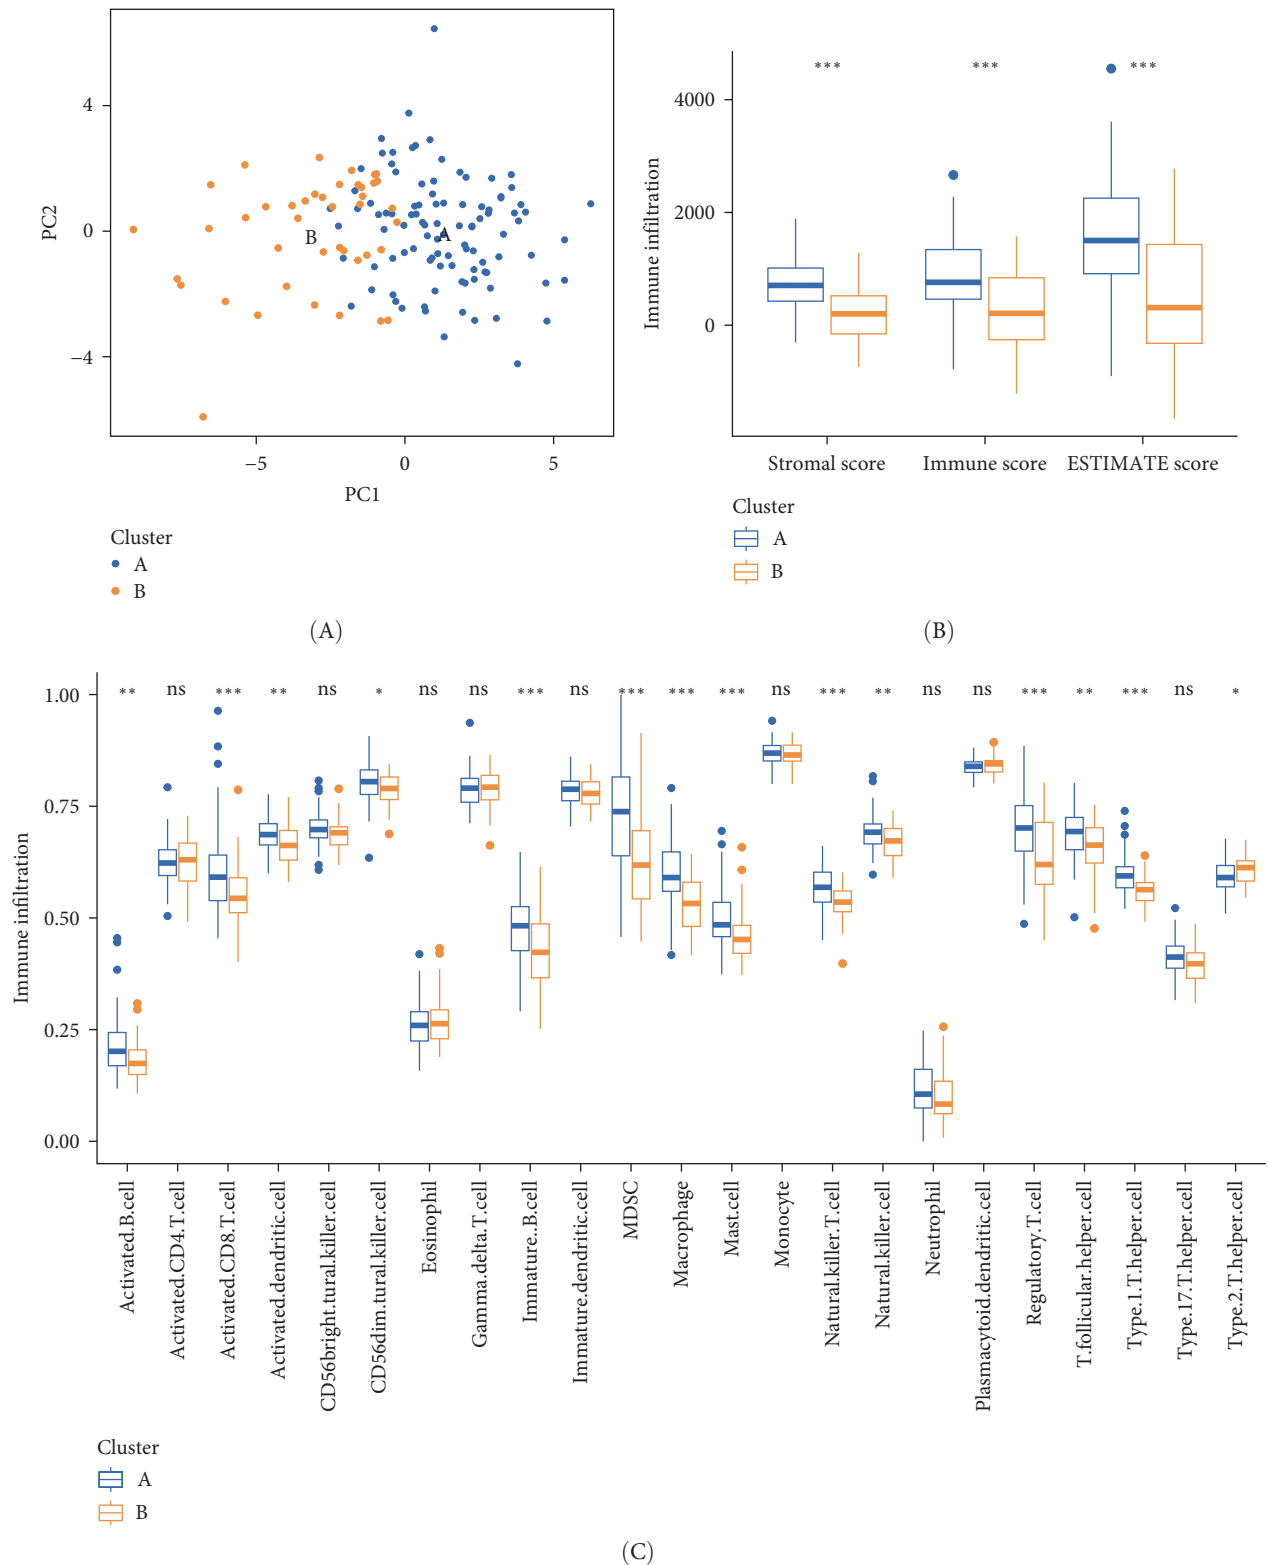 4
0
−4
PC2
B
A
−5
0
5
PC1
Cluster
A
B
(A)
4000
2000
0
Immune infiltration
***
***
***
Stromal score
Immune score
ESTIMATE score
Cluster
A
B
(B)
1.00
0.75
0.50
0.25
0.00
Immune infiltration
**
ns
***
**
ns
*
ns
ns
***
ns
***
***
***
ns
***
**
ns
ns
***
**
***
ns
*
Activated.B.cell
Activated.CD4.T.cell
Activated.CD8.T.cell
Activated.dendritic.cell
CD56bright.tural.killer.cell
CD56dim.tural.killer.cell
Eosinophil
Gamma.delta.T.cell
Immature..B.cell
Immature.dendritic.cell
MDSC
Macrophage
Mast.cell
Monocyte
Natural.killer.T.cell
Natural.killer.cell
Neutrophil
Plasmacytoid.dendritic.cell
Regulatory.T.cell
T.follicular.helper.cell
Type.1.T.helper.cell
Type.17.T.helper.cell
Type.2.T.helper.cell
Cluster
A
B
(C)